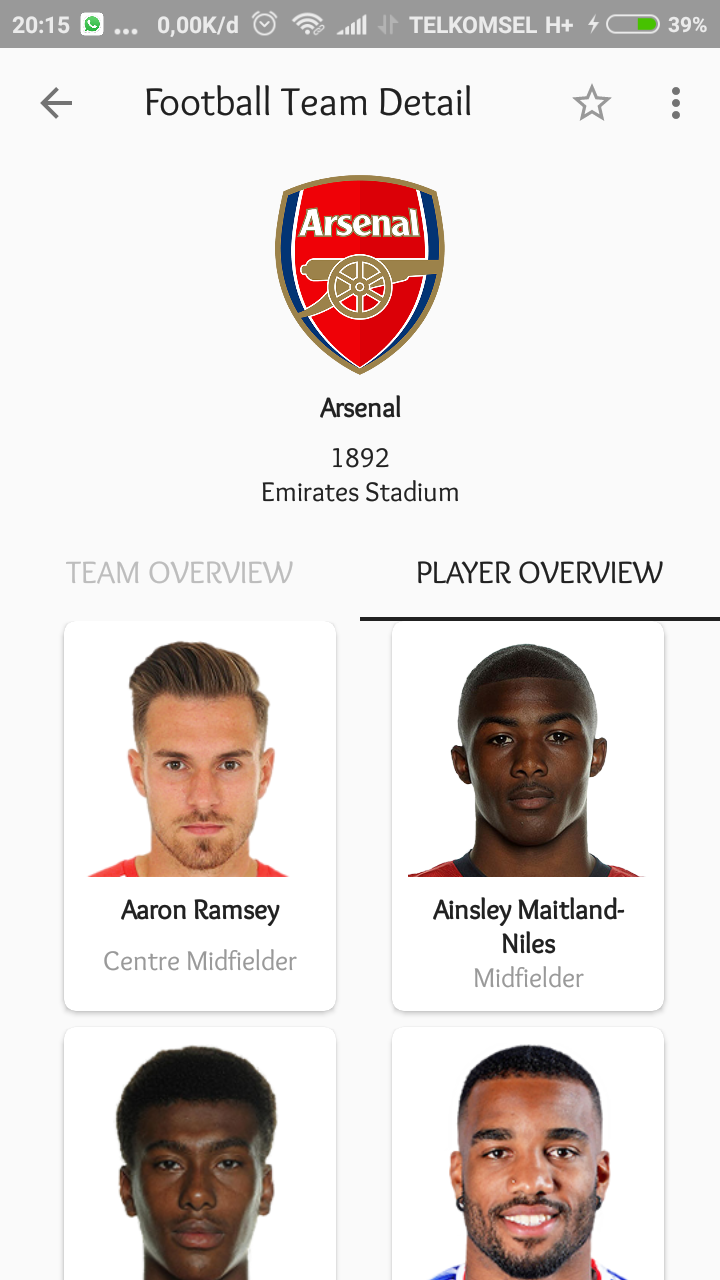 20:15 ... 0,00K/d TELKOMSEL H+ 39%
Football Team Detail
Arsenal
Arsenal
1892
Emirates Stadium
TEAM OVERVIEW PLAYER OVERVIEW
Aaron Ramsey
Centre Midfielder
Ainsley Maitland-
Niles
Midfielder